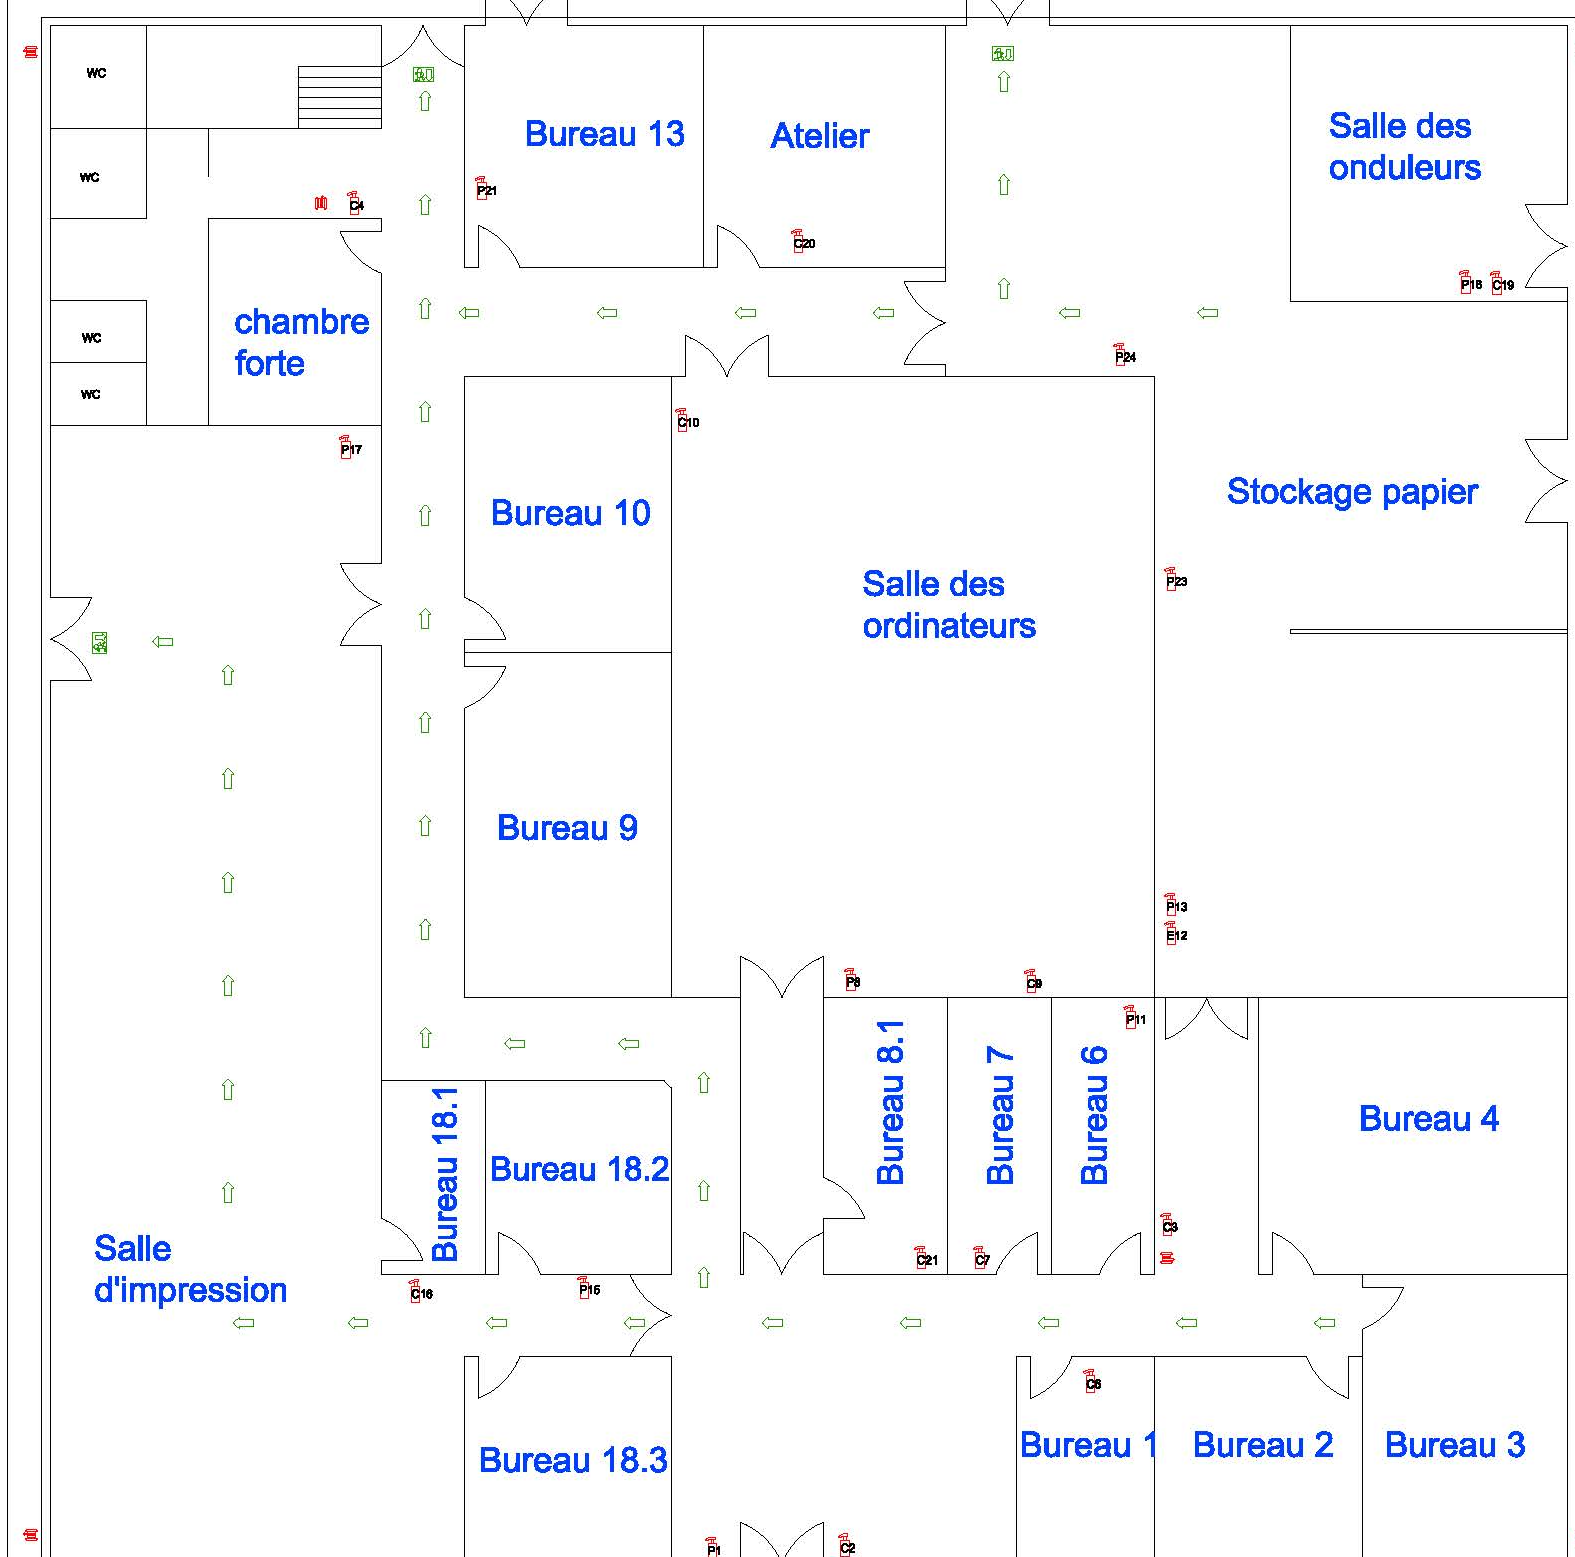 WC
Bureau 13
Atelier
Salle des
onduleurs
WC
P21
C4
C20
P18
C19
chambre
forte
WC
P24
WC
C10
P17
Bureau 10
Stockage papier
Salle des
ordinateurs
P23
Bureau 9
P13
E12
P8
C9
P11
Bureau 18.1
Bureau 18.2
Bureau 8.1
Bureau 7
Bureau 6
Bureau 4
C3
Salle
d'impression
C21
C7
C16
P15
C6
Bureau 18.3
Bureau 1
Bureau 2
Bureau 3
P1
C2